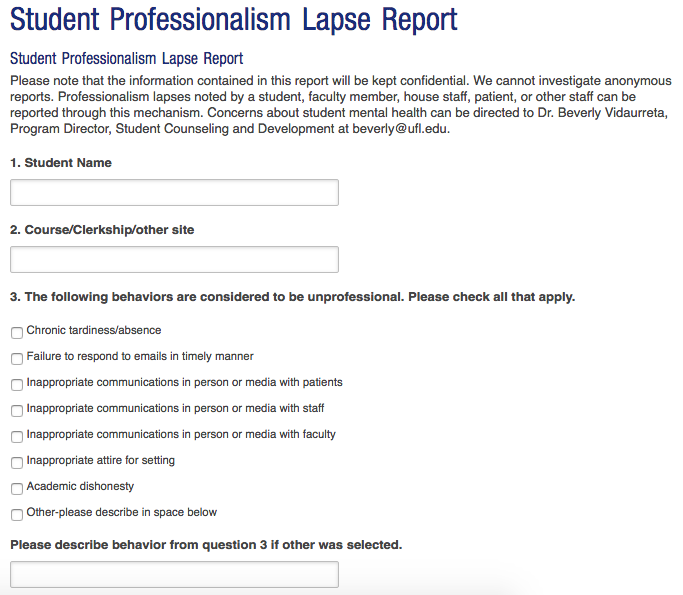 Student Professionalism Lapse Report
Student Professionalism Lapse Report
Please note that the information contained in this report will be kept confidential. We cannot investigate anonymous
reports. Professionalism lapses noted by a student, faculty member, house staff, patient, or other staff can be
reported through this mechanism. Concerns about student mental health can be directed to Dr. Beverly Vidaurreta,
Program Director, Student Counseling and Development at beverly@ufl.edu.
1. Student Name
2. Course/Clerkship/other site
3. The following behaviors are considered to be unprofessional. Please check all that apply.
Chronic tardiness/absence
Failure to respond to emails in timely manner
Inappropriate communications in person or media with patients
Inappropriate communications in person or media with staff
Inappropriate communications in person or media with faculty
Inappropriate attire for setting
Academic dishonesty
Other-please describe in space below
Please describe behavior from question 3 if other was selected.